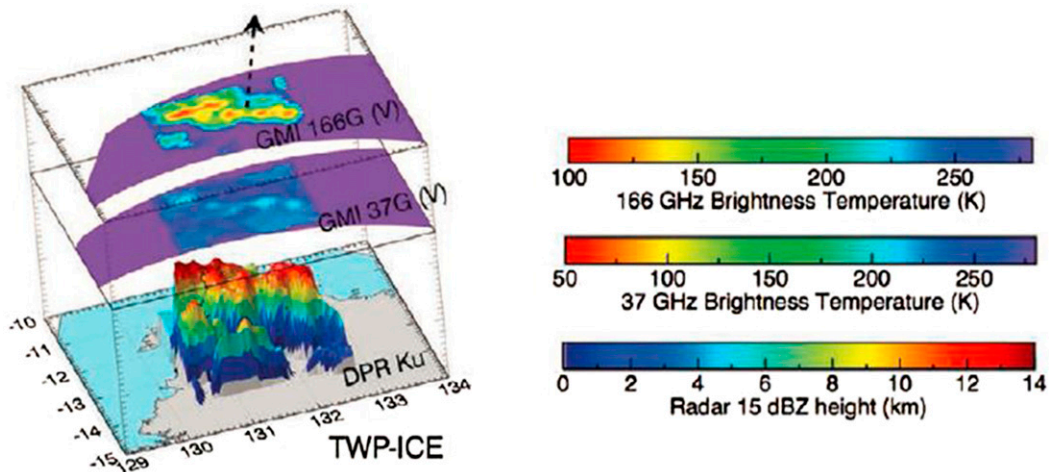 GMI 166G (V)
GMI 37G (V)
DPR Ku
-10
-11
-12
-13
-14
-15
129
130
131
132
133
134
TWP-ICE
100 150 200 250
166 GHz Brightness Temperature (K)
50 100 150 200 250
37 GHz Brightness Temperature (K)
0 2 4 6 8 10 12 14
Radar 15 dBZ height (km)